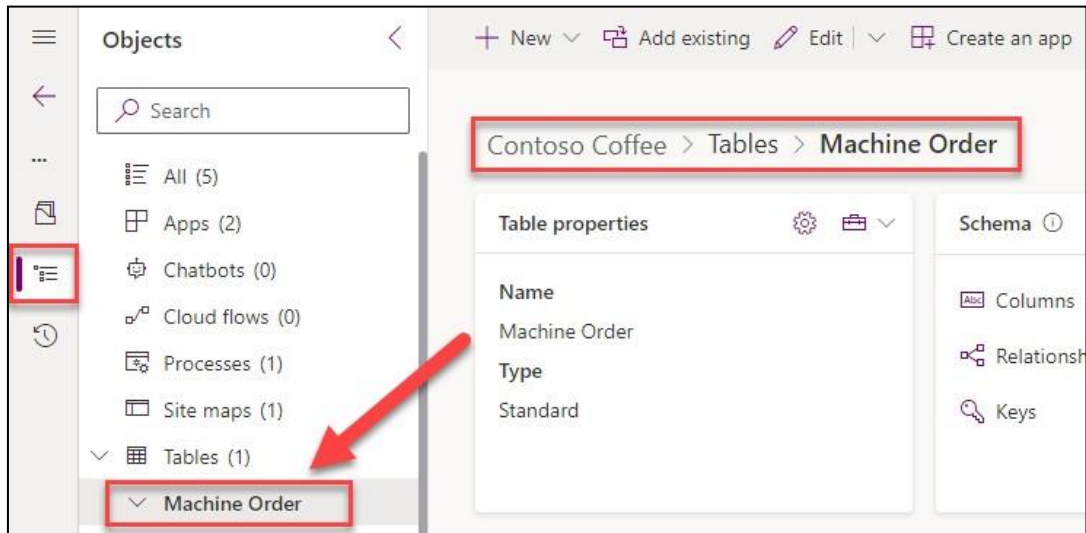 Objects
New
Add existing
Edit
Create an app
Search
All (5)
Apps (2)
Chatbots (0)
Cloud flows (0)
Processes (1)
Site maps (1)
Tables (1)
Machine Order
Contoso Coffee > Tables > Machine Order
Table properties
Name
Machine Order
Type
Standard
Schema
Columns
Relationsh
Keys